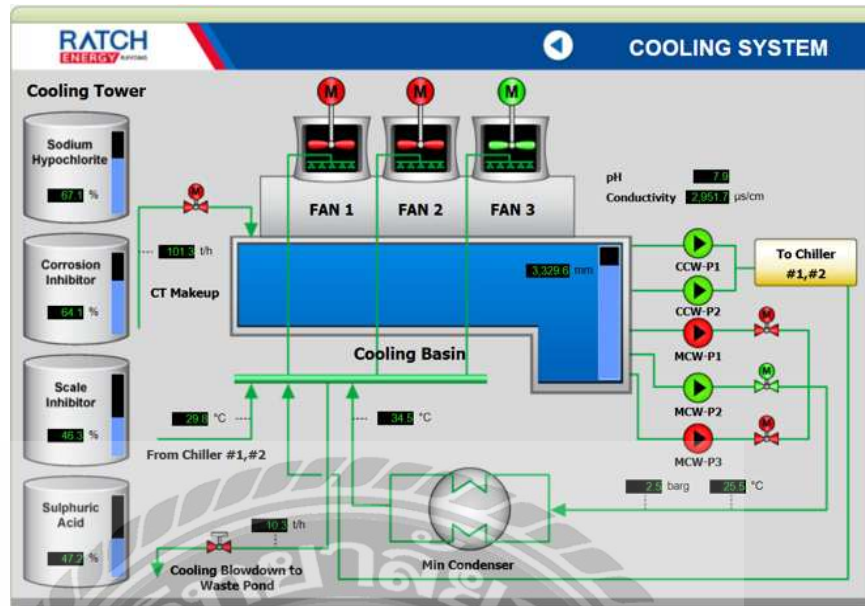 RATCH
ENERGY RAYONG
COOLING SYSTEM
Cooling Tower
Sodium
Hypochlorite
67.1 %
M
M
M
FAN 1
FAN 2
FAN 3
pH 7.9
Conductivity 2,951.7 µs/cm
M
101.3 t/h
CT Makeup
Corrosion
Inhibitor
64.1 %
3,329.6 mm
CCW-P1
CCW-P2
To Chiller
#1,#2
M
MCW-P1
M
MCW-P2
M
MCW-P3
Cooling Basin
Scale
Inhibitor
46.3 %
29.8 °C
34.5 °C
From Chiller #1,#2
2.5 barg
25.5 °C
Sulphuric
Acid
47.2 %
10.3 t/h
Cooling Blowdown to
Waste Pond
Min Condenser